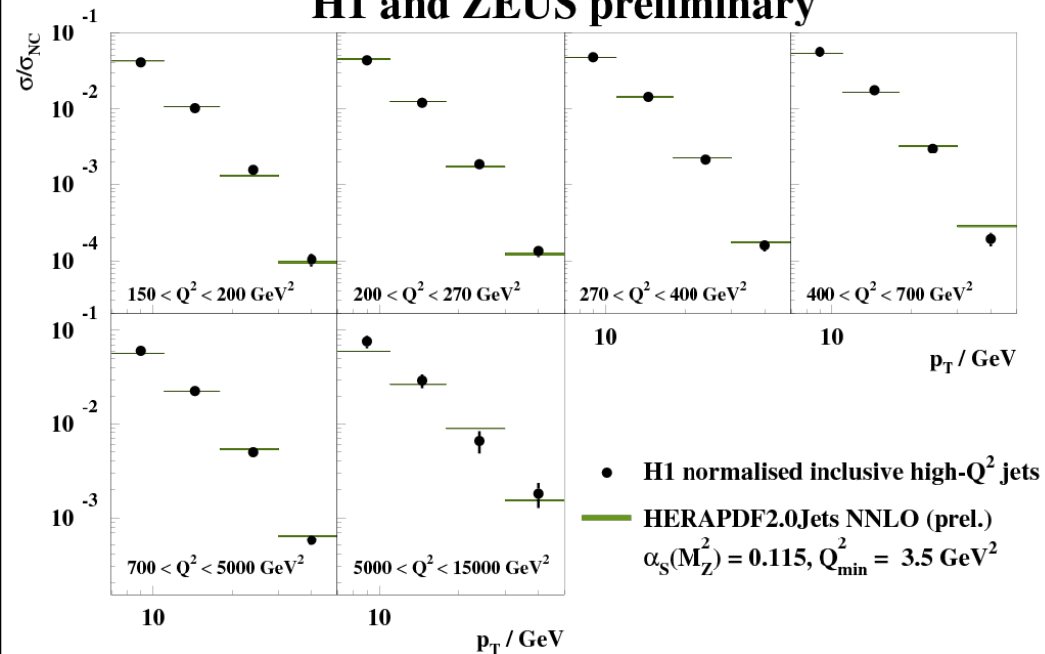 H1 and ZEUS preliminary
σ/σ_NC
10^-1
10^-2
10^-3
10^-4
150 < Q² < 200 GeV²
200 < Q² < 270 GeV²
270 < Q² < 400 GeV²
400 < Q² < 700 GeV²
10
10
p_T / GeV
10^-1
10^-2
10^-3
700 < Q² < 5000 GeV²
5000 < Q² < 15000 GeV²
10
10
p_T / GeV
H1 normalised inclusive high-Q² jets
HERAPDF2.0Jets NNLO (prel.)
α_S(M_Z²) = 0.115, Q²_min = 3.5 GeV²